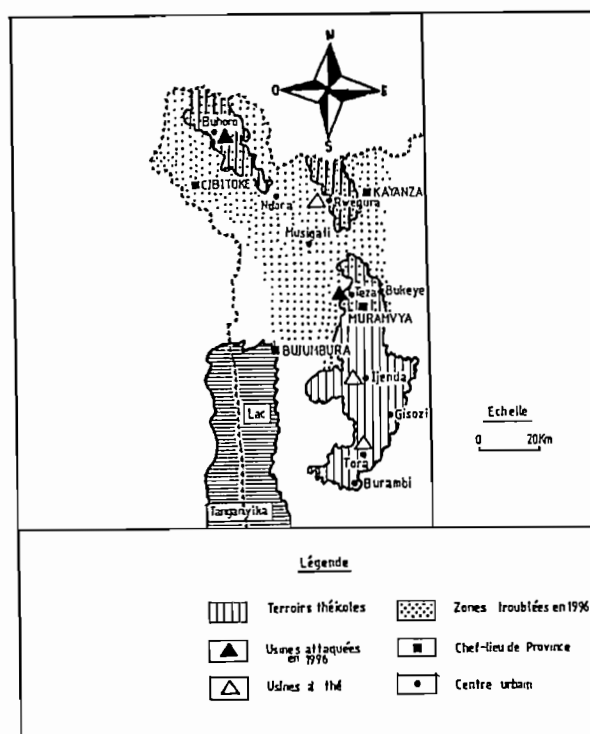 N
O
E
S
Buhoro
CIBITOKE
Ndora
KAYANZA
Rwegura
Musigati
Teza
Bukeye
MURAMVYA
BUJUMBURA
Ijenda
Lac
Gisozi
Echelle
0 20Km
Tora
Burambi
Tanganyika
Légende
Terroirs théicoles
Zones troublées en 1996
Usines attaquées
en 1996
Chef-lieu de Province
Usines à thé
Centre urbain